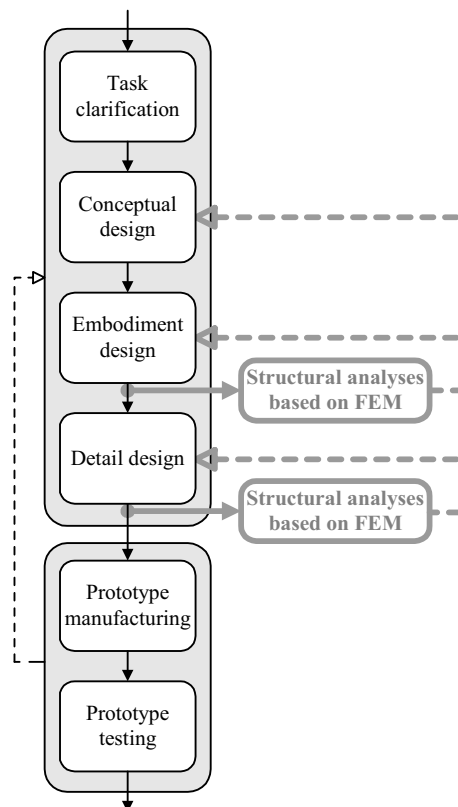 Task
clarification
Conceptual
design
Embodiment
design
Structural analyses
based on FEM
Detail design
Structural analyses
based on FEM
Prototype
manufacturing
Prototype
testing